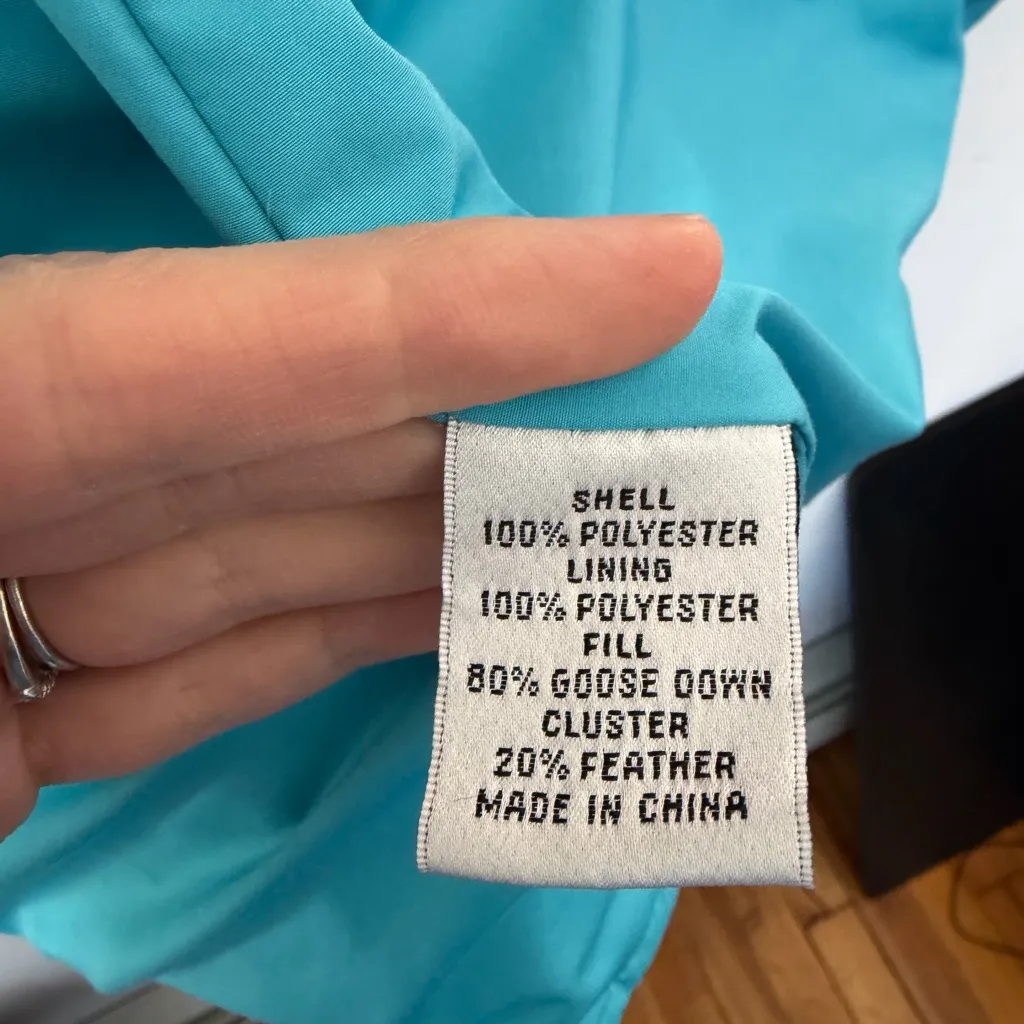 SHELL
100% POLYESTER
LINING
100% POLYESTER
FILL
80% GOOSE DOWN
CLUSTER
20% FEATHER
MADE IN CHINA